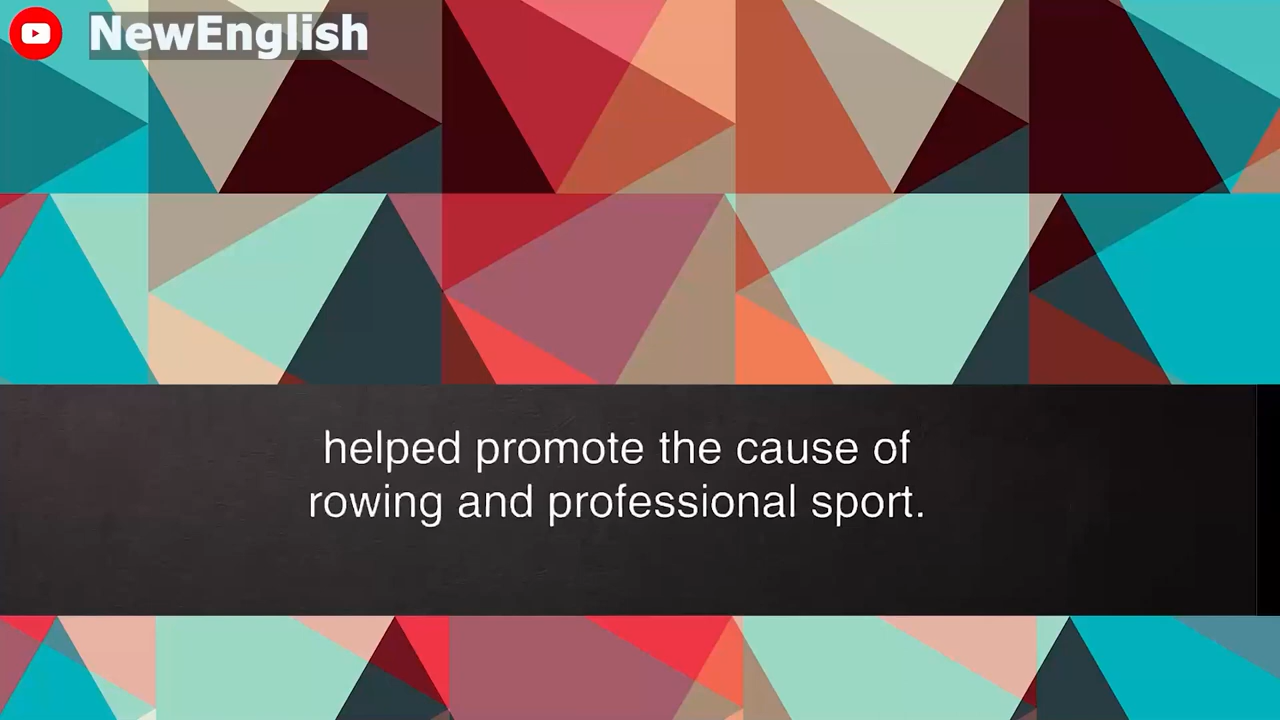 NewEnglish
helped promote the cause of
rowing and professional sport.